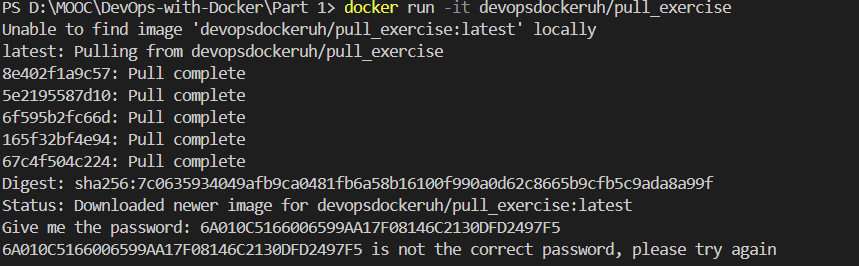 PS D:\MOOC\DevOps-with-Docker\Part 1> docker run -it devopsdockeruh/pull_exercise
Unable to find image 'devopsdockeruh/pull_exercise:latest' locally
latest: Pulling from devopsdockeruh/pull_exercise
8e402f1a9c57: Pull complete
5e2195587d10: Pull complete
6f595b2fc66d: Pull complete
165f32bf4e94: Pull complete
67c4f504c224: Pull complete
Digest: sha256:7c0635934049afb9ca0481fb6a58b16100f990a0d62c8665b9cfb5c9ada8a99f
Status: Downloaded newer image for devopsdockeruh/pull_exercise:latest
Give me the password: 6A010C5166006599AA17F08146C2130DFD2497F5
6A010C5166006599AA17F08146C2130DFD2497F5 is not the correct password, please try again